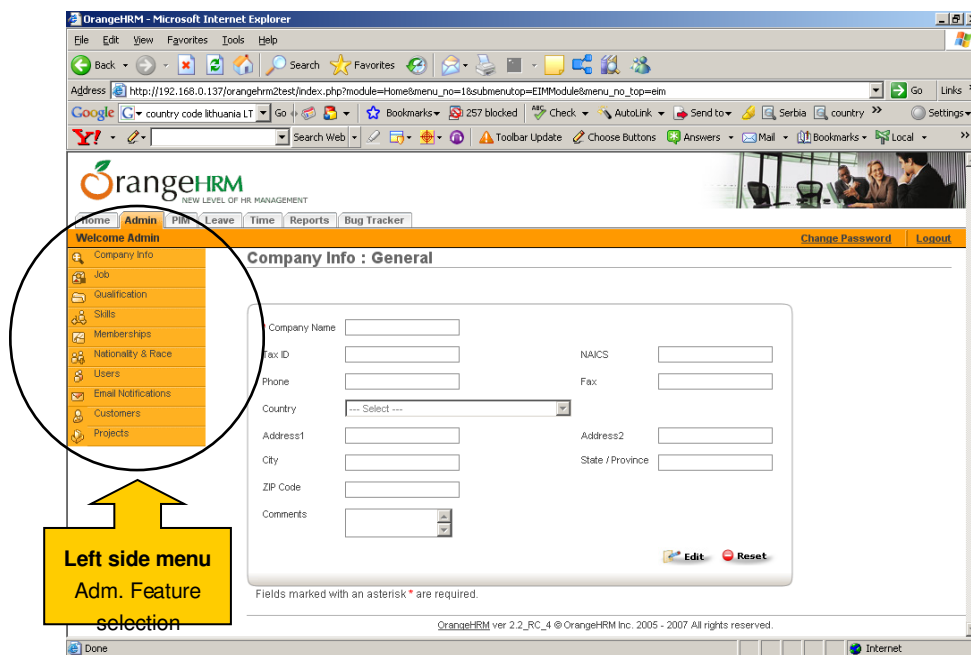 OrangeHRM - Microsoft Internet Explorer
File Edit View Favorites Tools Help
Back Search Favorites
Address http://192.168.0.137/orangehrm2test/index.php?module=Home&menu_no=1&submenutop=EIMModule&menu_no_top=eim Go Links
Google G country code lithuania LT Go Bookmarks 257 blocked ABC Check AutoLink Send to Serbia country » Settings
Y! Search Web Toolbar Update Choose Buttons Answers Mail Bookmarks Local »
OrangeHRM
NEW LEVEL OF HR MANAGEMENT
Home Admin PIM Leave Time Reports Bug Tracker
Welcome Admin Change Password Logout
Company Info
Job
Qualification
Skills
Memberships
Nationality & Race
Users
Email Notifications
Customers
Projects
Company Info : General
* Company Name
Tax ID NAICS
Phone Fax
Country --- Select ---
Address1 Address2
City State / Province
ZIP Code
Comments
Edit Reset
Left side menu
Adm. Feature
selection
Fields marked with an asterisk * are required.
OrangeHRM ver 2.2_RC_4 © OrangeHRM Inc. 2005 - 2007 All rights reserved.
Done Internet